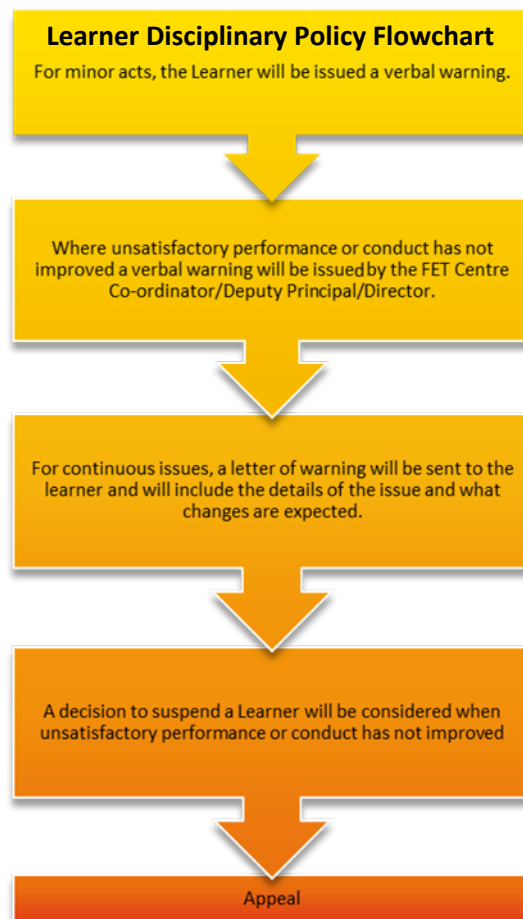 Learner Disciplinary Policy Flowchart
For minor acts, the Learner will be issued a verbal warning.
Where unsatisfactory performance or conduct has not
improved a verbal warning will be issued by the FET Centre
Co-ordinator/Deputy Principal/Director.
For continuous issues, a letter of warning will be sent to the
learner and will include the details of the issue and what
changes are expected.
A decision to suspend a Learner will be considered when
unsatisfactory performance or conduct has not improved
Appeal